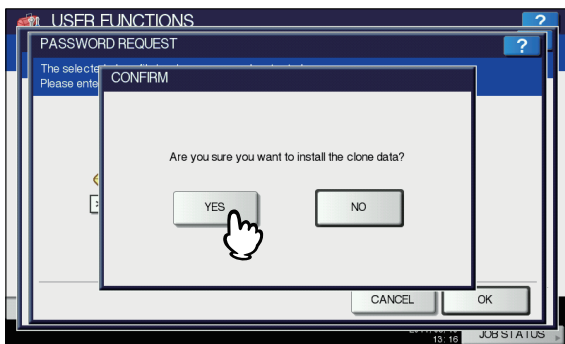 USER FUNCTIONS
?
PASSWORD REQUEST
?
The selected
Please ente
CONFIRM
Are you sure you want to install the clone data?
YES
NO
CANCEL
OK
13:16
JOB STATUS